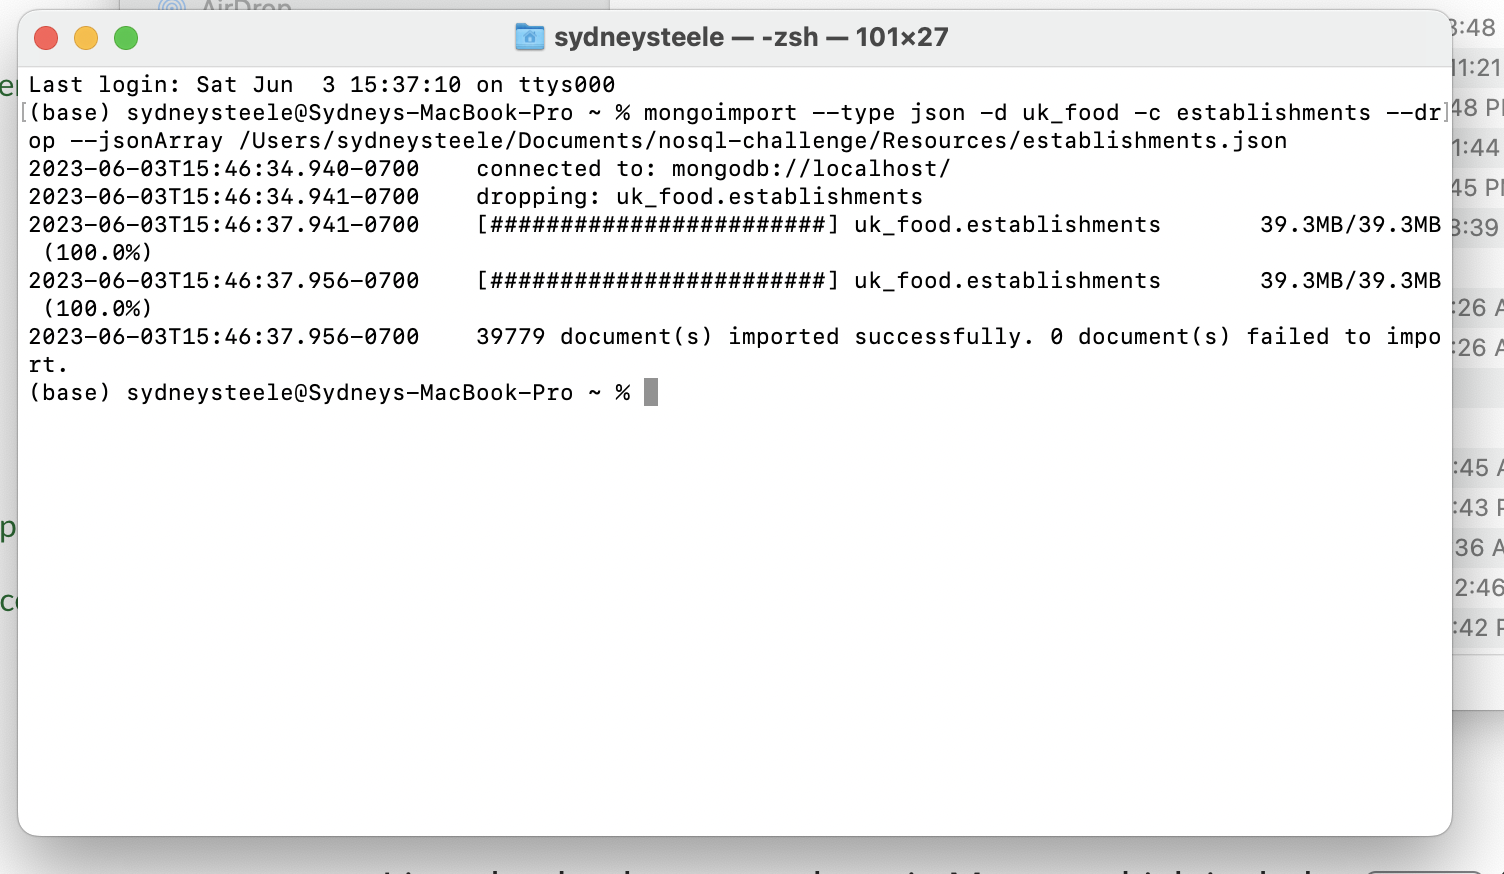 AirDrop
sydneysteele — -zsh — 101×27
Last login: Sat Jun  3 15:37:10 on ttys000
[(base) sydneysteele@Sydneys-MacBook-Pro ~ % mongoimport --type json -d uk_food -c establishments --dr]
op --jsonArray /Users/sydneysteele/Documents/nosql-challenge/Resources/establishments.json
2023-06-03T15:46:34.940-0700    connected to: mongodb://localhost/
2023-06-03T15:46:34.941-0700    dropping: uk_food.establishments
2023-06-03T15:46:37.941-0700    [########################] uk_food.establishments       39.3MB/39.3MB
 (100.0%)
2023-06-03T15:46:37.956-0700    [########################] uk_food.establishments       39.3MB/39.3MB
 (100.0%)
2023-06-03T15:46:37.956-0700    39779 document(s) imported successfully. 0 document(s) failed to impo
rt.
(base) sydneysteele@Sydneys-MacBook-Pro ~ %